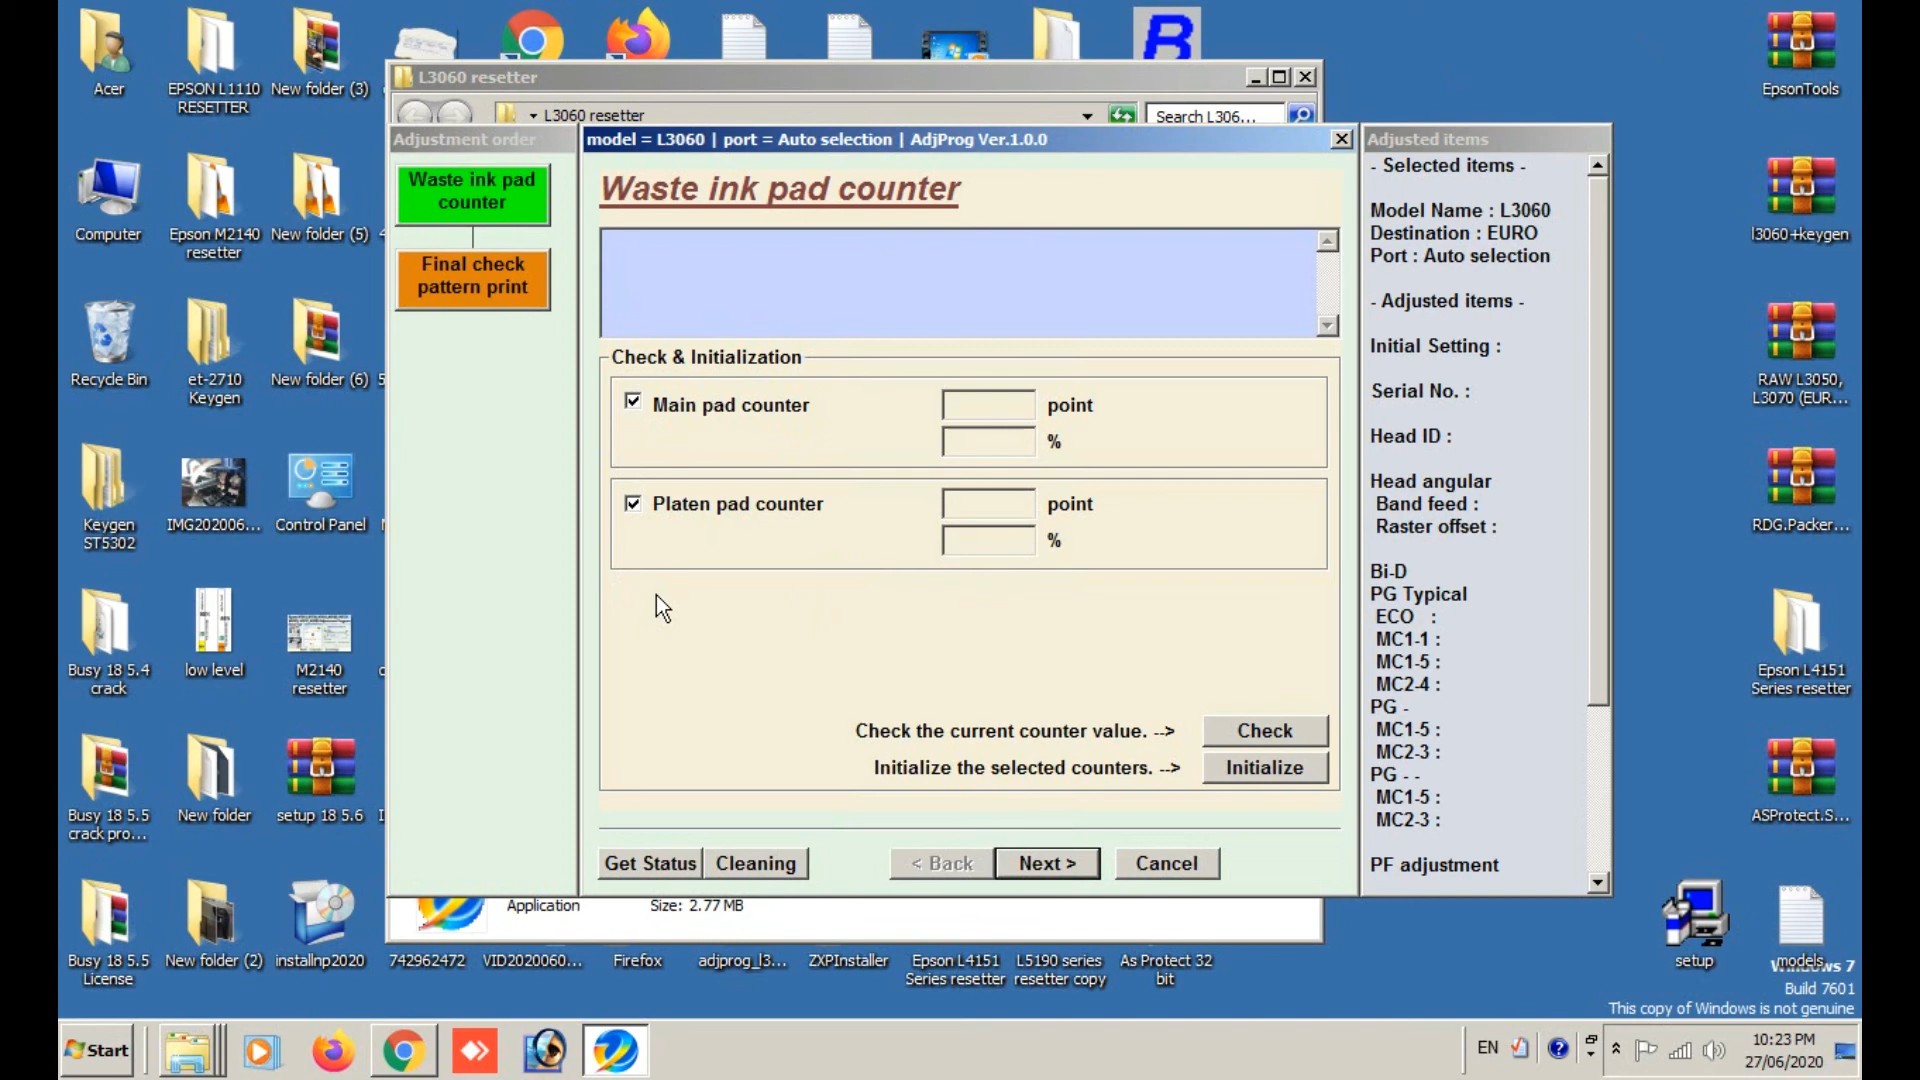 Acer
EPSON L1110
RESETTER
New folder (3)
EpsonTools
Computer
Epson M2140
resetter
New folder (5)
l3060+keygen
Recycle Bin
et-2710
Keygen
New folder (6)
RAW L3050,
L3070 (EUR...
Keygen
ST5302
IMG202006...
Control Panel
RDG.Packer...
Busy 18 5.4
crack
low level
M2140
resetter
Epson L4151
Series resetter
Busy 18 5.5
crack pro...
New folder
setup 18 5.6
ASProtect.S...
Busy 18 5.5
License
New folder (2)
installnp2020
742962472
VID2020060...
Firefox
adjprog_l3...
ZXPInstaller
Epson L4151
Series resetter
L5190 series
resetter copy
As Protect 32
bit
setup
models
L3060 resetter
L3060 resetter
Search L306...
Adjustment order
Waste ink pad
counter
Final check
pattern print
model = L3060 | port = Auto selection | AdjProg Ver.1.0.0
Waste ink pad counter
Check & Initialization
Main pad counter
point
%
Platen pad counter
point
%
Check the current counter value. -->
Check
Initialize the selected counters. -->
Initialize
Get Status
Cleaning
< Back
Next >
Cancel
Adjusted items
- Selected items -
Model Name : L3060
Destination : EURO
Port : Auto selection
- Adjusted items -
Initial Setting :
Serial No. :
Head ID :
Head angular
Band feed :
Raster offset :
Bi-D
PG Typical
ECO :
MC1-1 :
MC1-5 :
MC2-4 :
PG -
MC1-5 :
MC2-3 :
PG - -
MC1-5 :
MC2-3 :
PF adjustment
Application
Size: 2.77 MB
Windows 7
Build 7601
This copy of Windows is not genuine
Start
EN
10:23 PM
27/06/2020